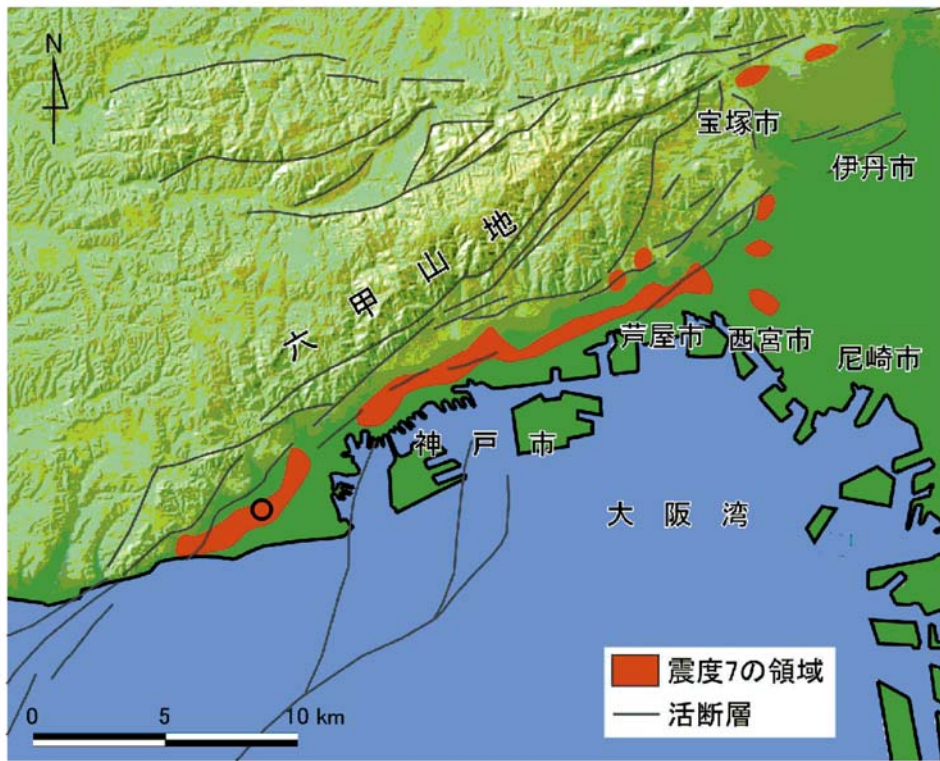 N
宝塚市
伊丹市
六甲山地
芦屋市
西宮市
尼崎市
神戸市
大阪湾
震度7の領域
活断層
0 5 10 km